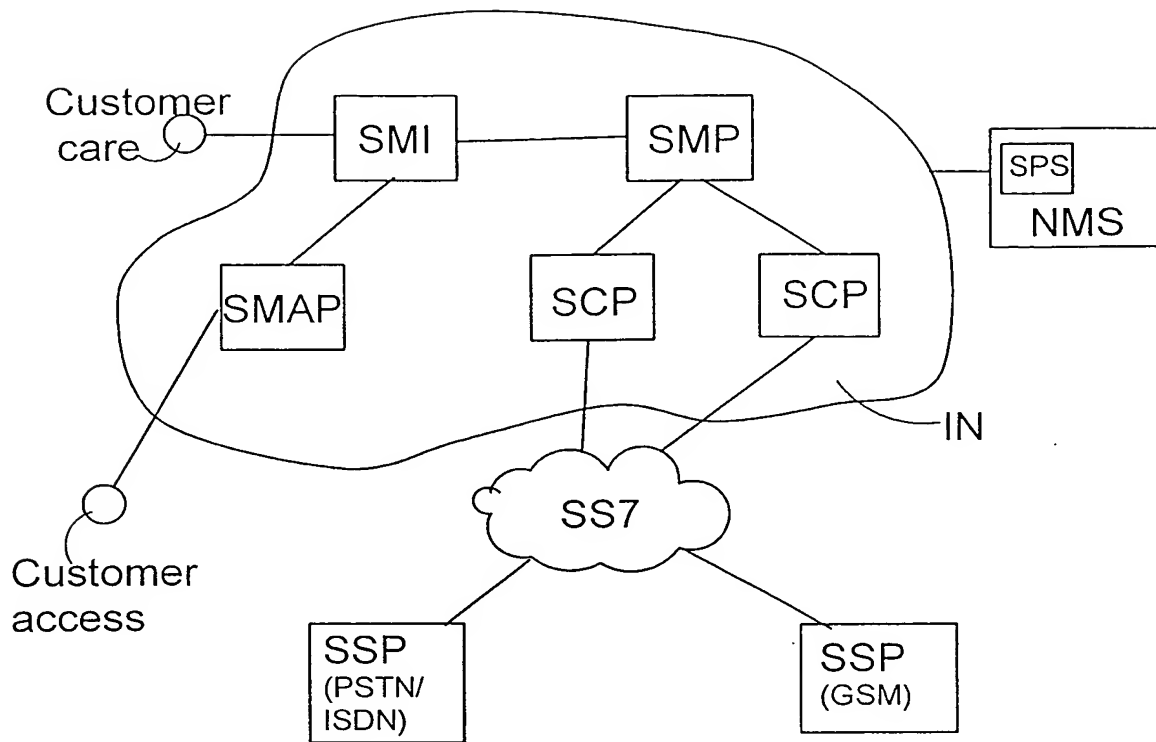 Customer
care
SMI
SMP
SPS
NMS
SMAP
SCP
SCP
IN
SS7
Customer
access
SSP
(PSTN/
ISDN)
SSP
(GSM)